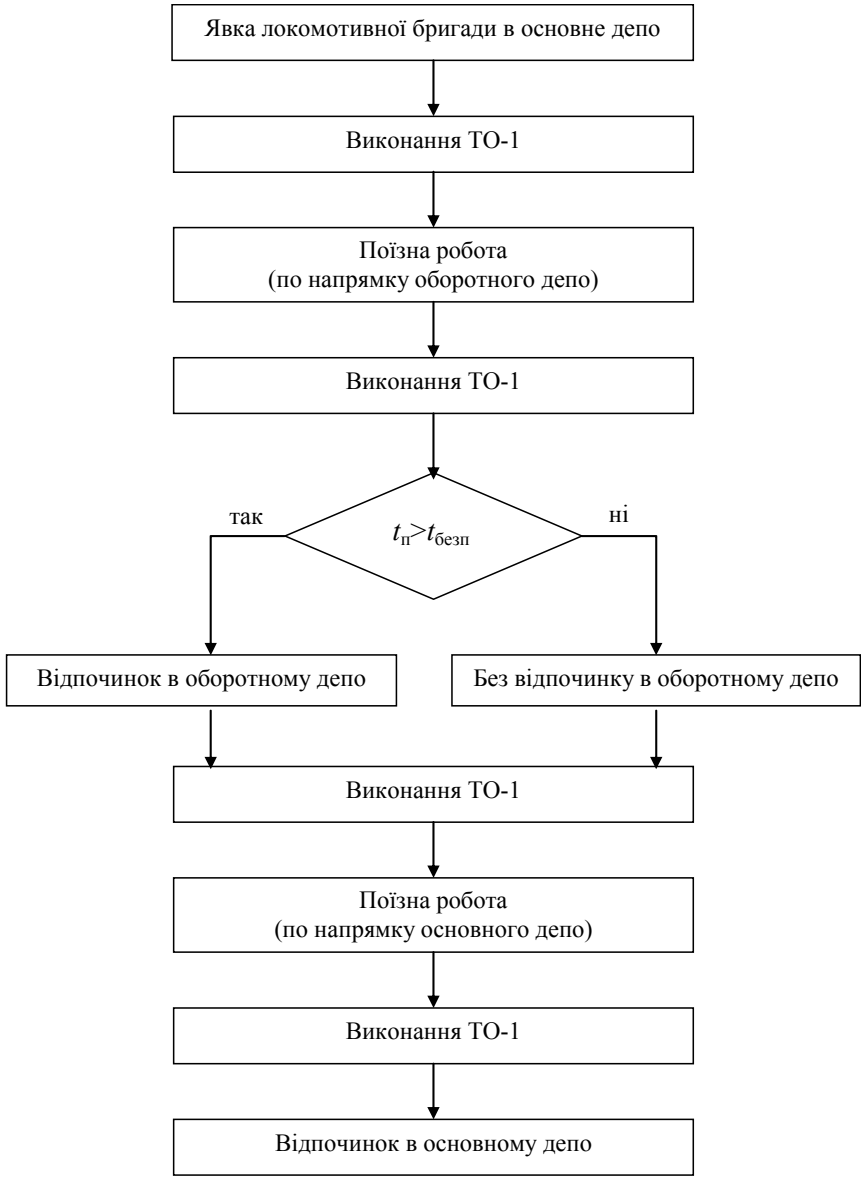 Явка локомотивної бригади в основне депо
Виконання ТО-1
Поїзна робота
(по напрямку оборотного депо)
Виконання ТО-1
так
ні
tп>tбезп
Відпочинок в оборотному депо
Без відпочинку в оборотному депо
Виконання ТО-1
Поїзна робота
(по напрямку основного депо)
Виконання ТО-1
Відпочинок в основному депо